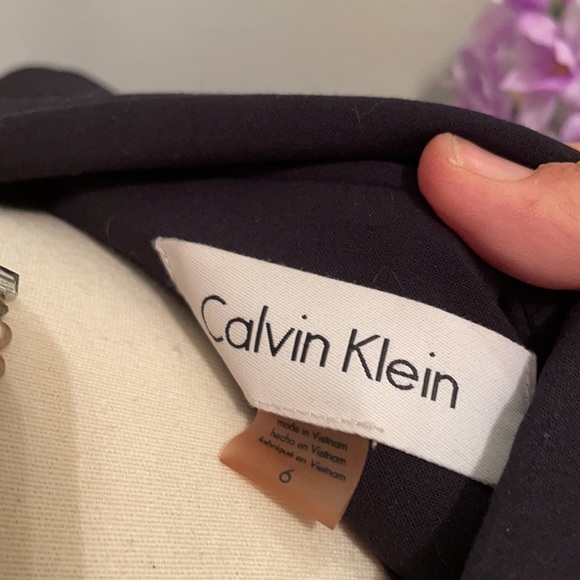 Calvin Klein
made in Vietnam
hecho en Vietnam
fabriqué en Vietnam
6